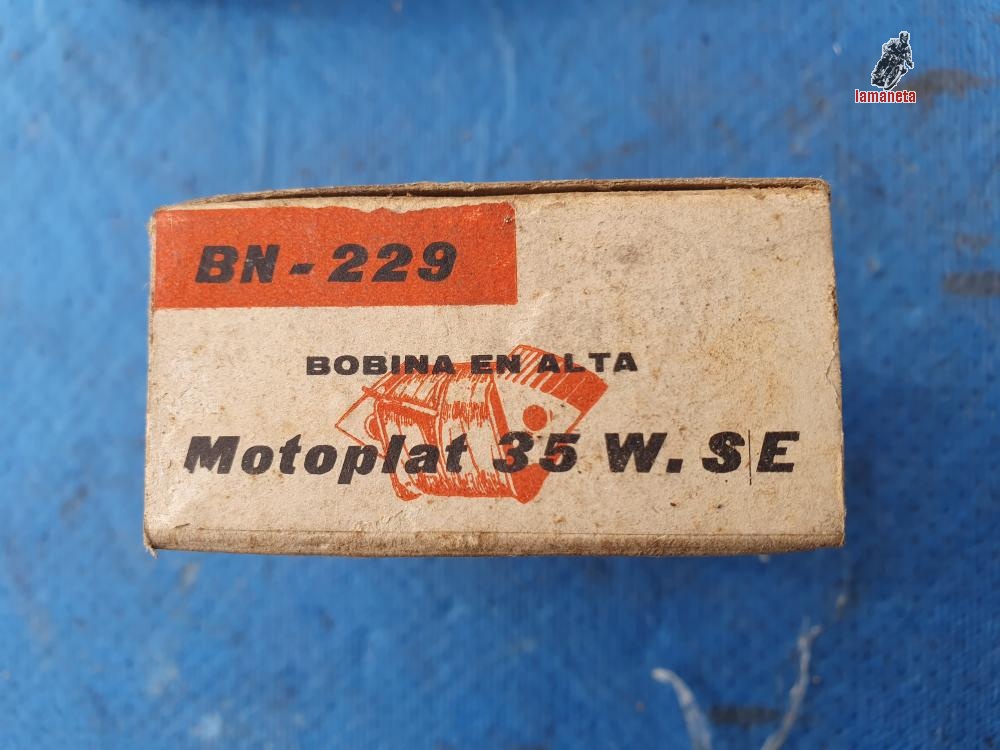 lamaneta
BN-229
BOBINA EN ALTA
Motoplat 35 W. S/E